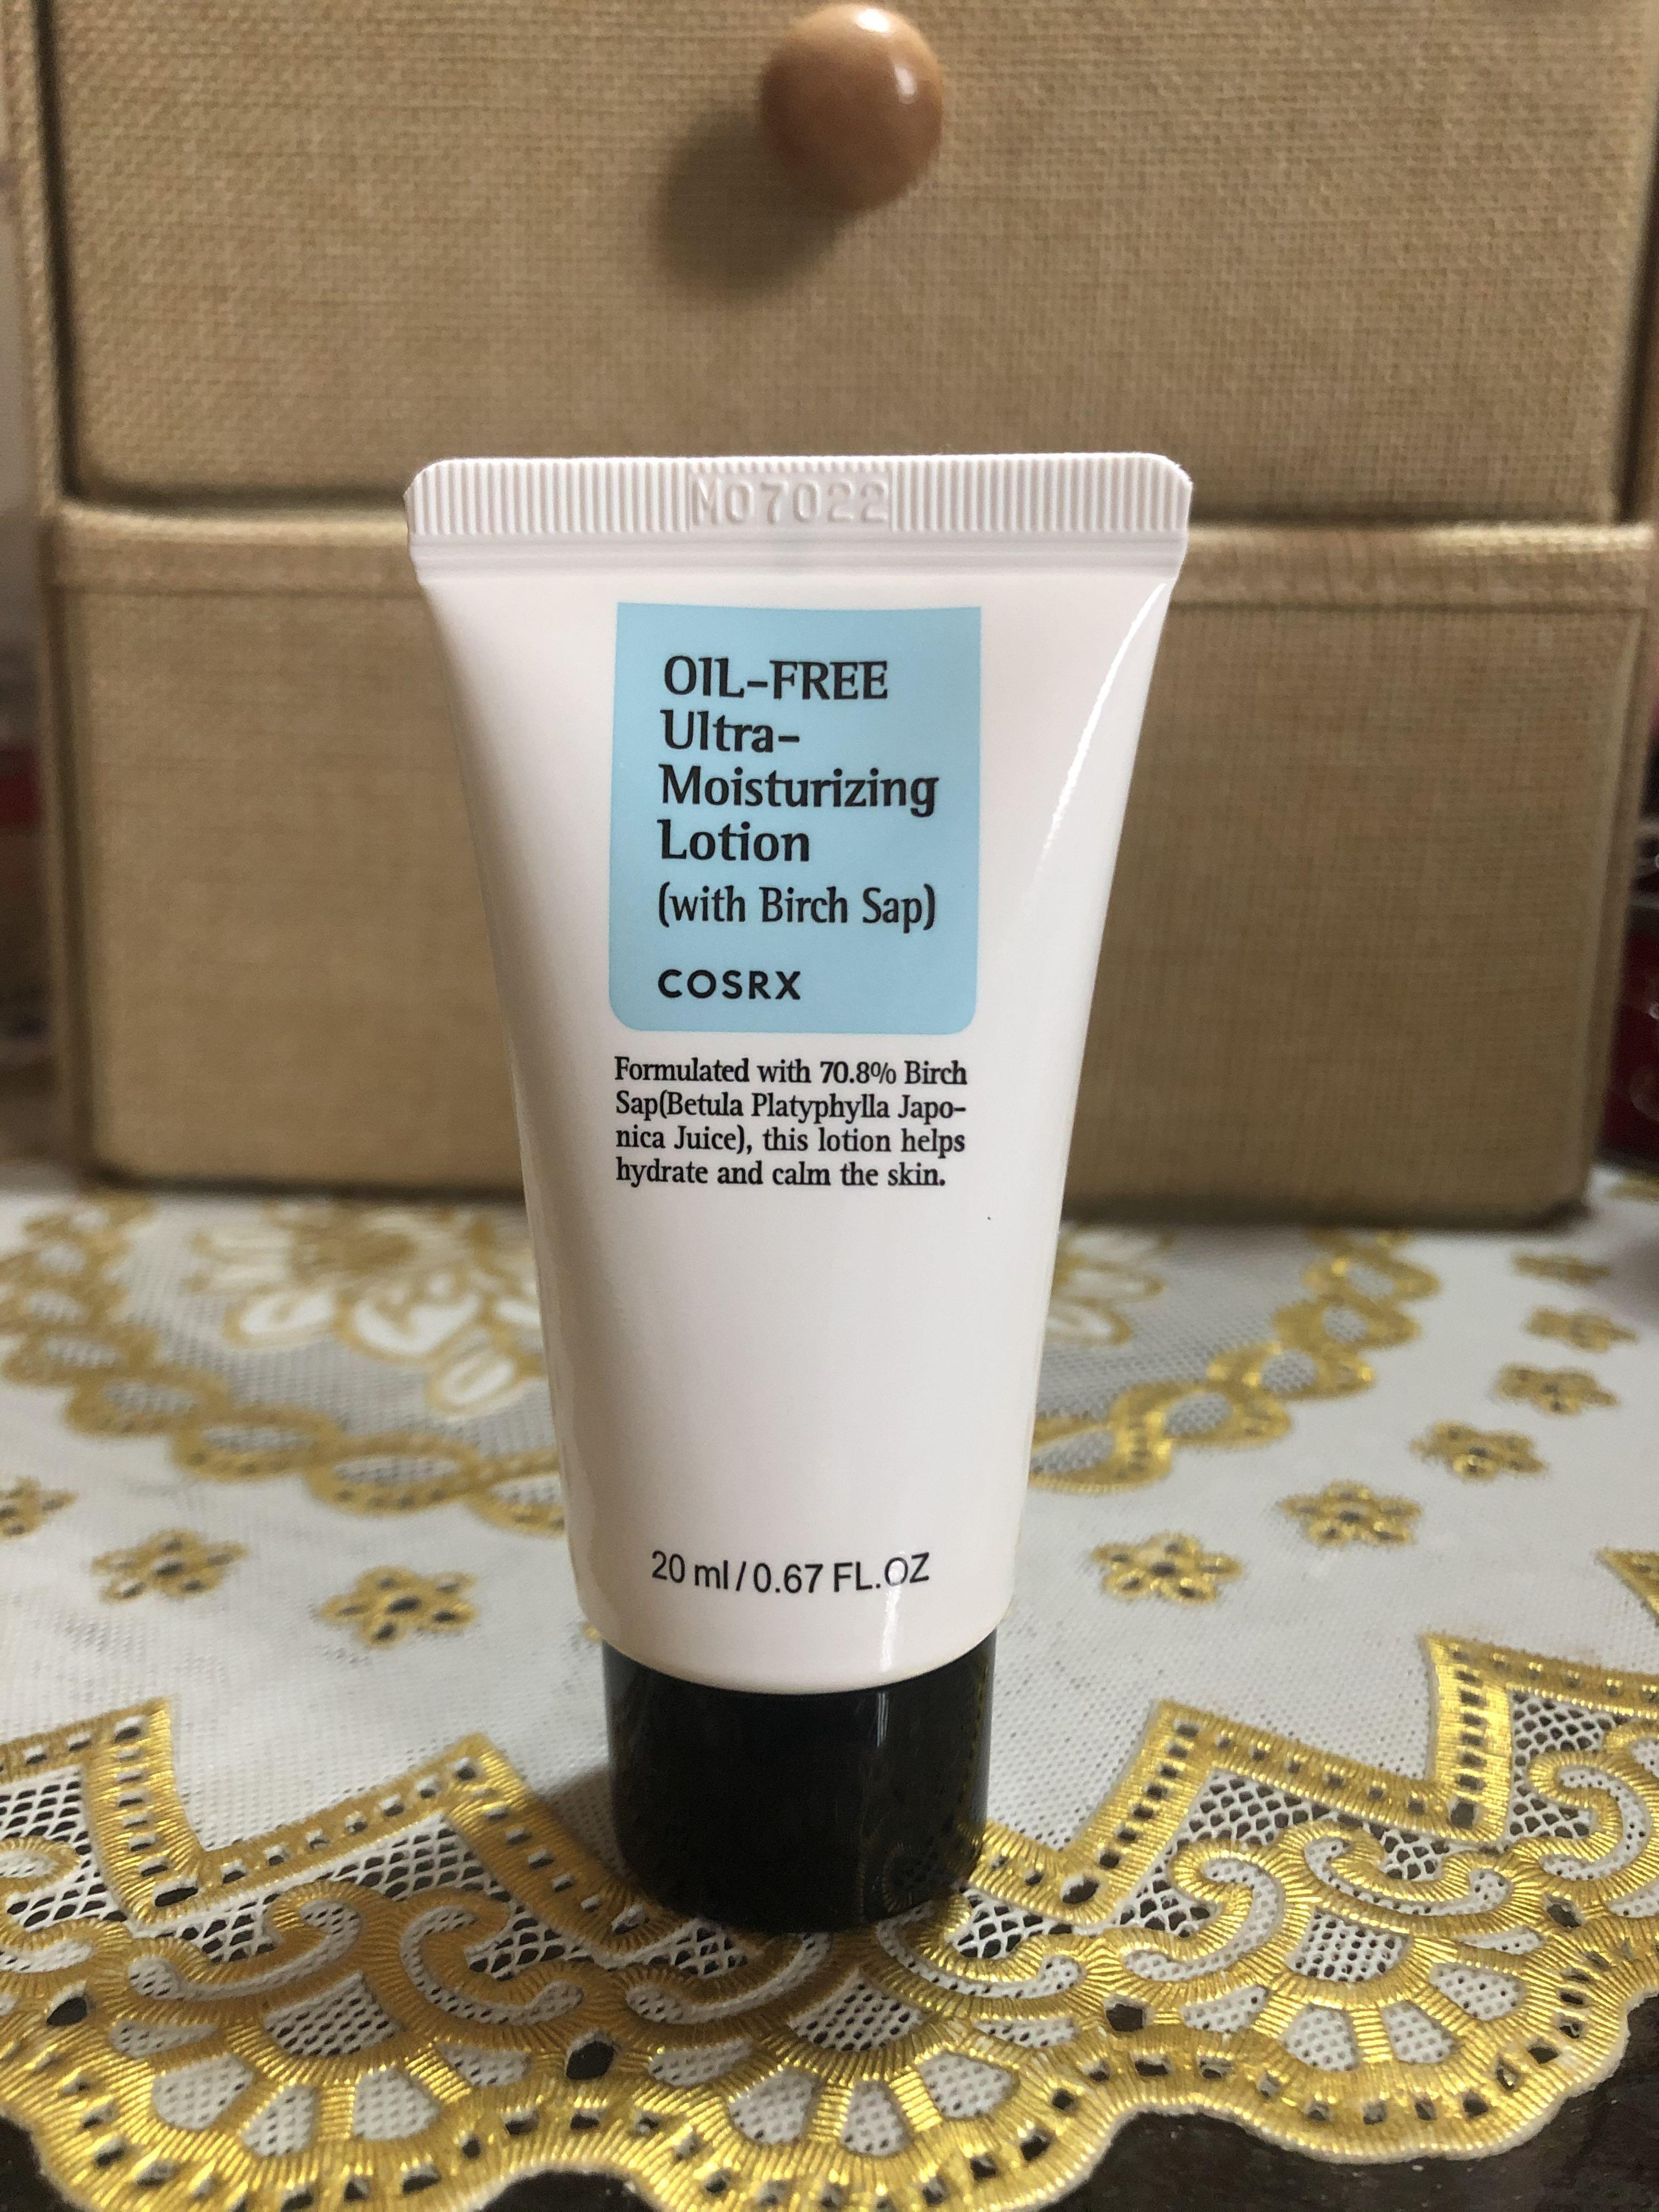 M07022
OIL-FREE
Ultra-
Moisturizing
Lotion
(with Birch Sap)
COSRX
Formulated with 70.8% Birch
Sap(Betula Platyphylla Japo-
nica Juice), this lotion helps
hydrate and calm the skin.
20 ml/0.67 FL.OZ